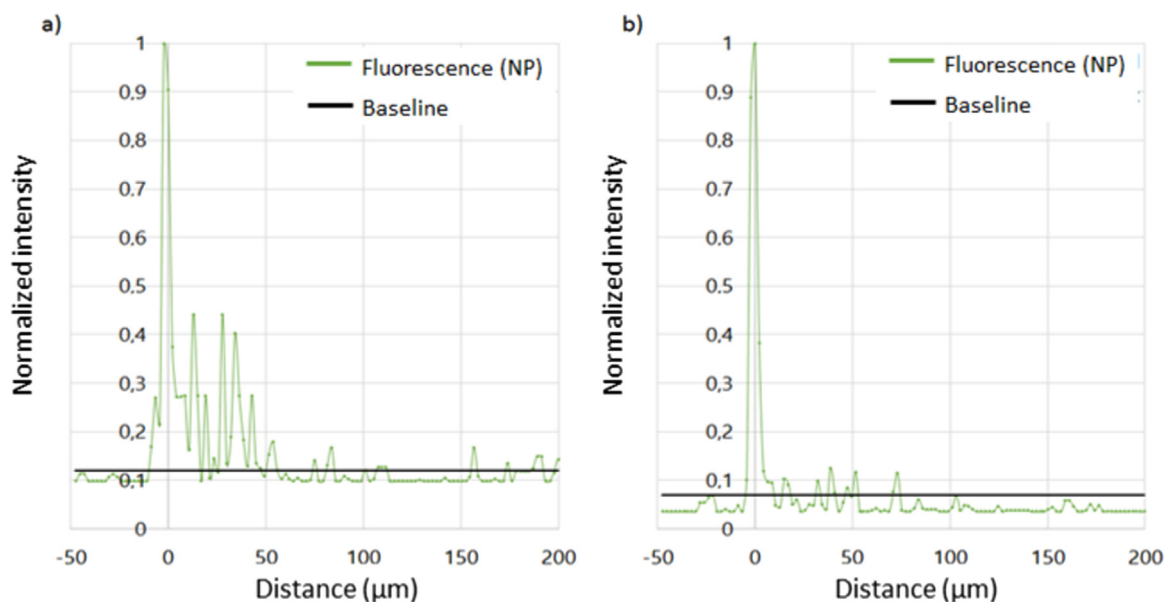 a)
Normalized intensity
1
0,9
0,8
0,7
0,6
0,5
0,4
0,3
0,2
0,1
0
-50 0 50 100 150 200
Distance (µm)
Fluorescence (NP)
Baseline
b)
Normalized intensity
1
0,9
0,8
0,7
0,6
0,5
0,4
0,3
0,2
0,1
0
-50 0 50 100 150 200
Distance (µm)
Fluorescence (NP)
Baseline